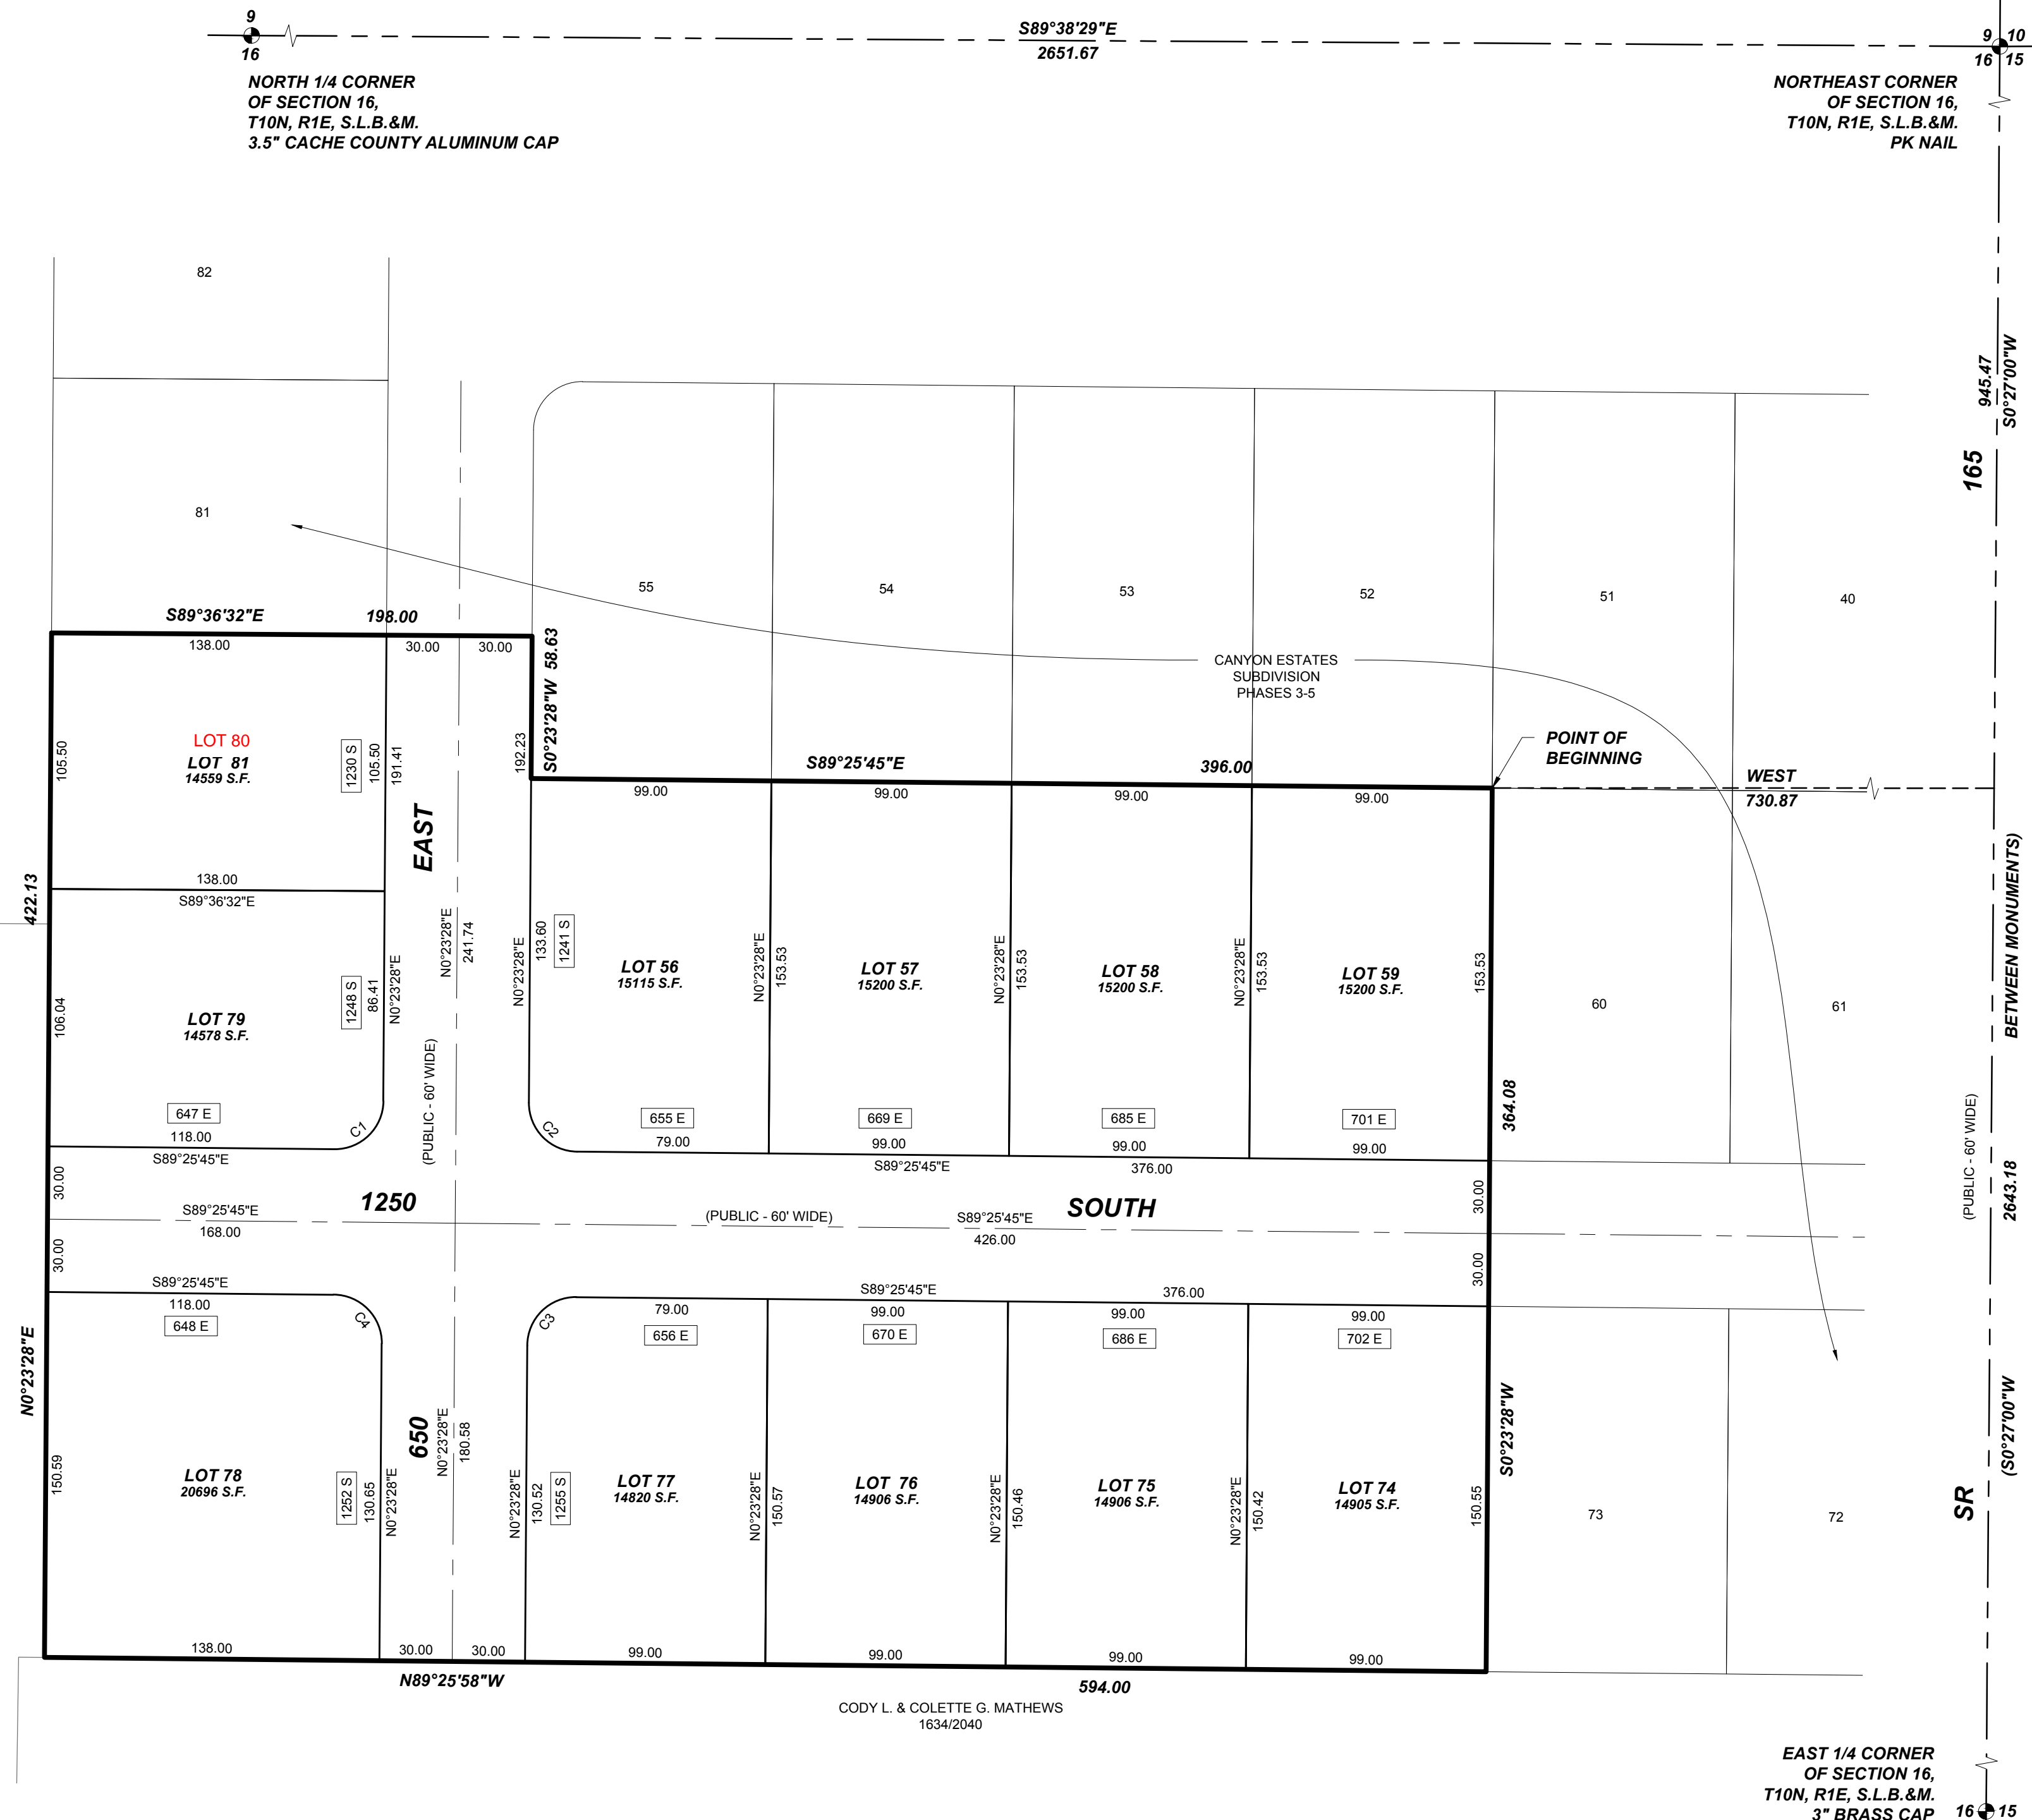 9
16
S89°38'29"E
2651.67
9 10
16 15
NORTH 1/4 CORNER
OF SECTION 16,
T10N, R1E, S.L.B.&M.
3.5" CACHE COUNTY ALUMINUM CAP
NORTHEAST CORNER
OF SECTION 16,
T10N, R1E, S.L.B.&M.
PK NAIL
82
945.47
S0°27'00"W
165
81
55
54
53
52
51
40
S89°36'32"E
198.00
138.00
30.00
30.00
S0°23'28"W 58.63
CANYON ESTATES
SUBDIVISION
PHASES 3-5
LOT 80
LOT 81
14559 S.F.
105.50
1230 S
105.50
191.41
192.23
S89°25'45"E
396.00
POINT OF
BEGINNING
WEST
730.87
99.00
99.00
99.00
99.00
EAST
138.00
S89°36'32"E
422.13
BETWEEN MONUMENTS)
N0°23'28"E
241.74
N0°23'28"E
133.60
1241 S
LOT 56
15115 S.F.
N0°23'28"E
153.53
LOT 57
15200 S.F.
N0°23'28"E
153.53
LOT 58
15200 S.F.
N0°23'28"E
153.53
LOT 59
15200 S.F.
153.53
60
61
106.04
LOT 79
14578 S.F.
1248 S
86.41
N0°23'28"E
(PUBLIC - 60' WIDE)
647 E
118.00
C1
S89°25'45"E
C2
655 E
79.00
669 E
99.00
685 E
99.00
701 E
99.00
364.08
S89°25'45"E
376.00
(PUBLIC - 60' WIDE)
2643.18
30.00
S89°25'45"E
168.00
1250
(PUBLIC - 60' WIDE)
S89°25'45"E
426.00
SOUTH
30.00
30.00
30.00
S89°25'45"E
118.00
648 E
C4
C3
79.00
656 E
S89°25'45"E
99.00
670 E
376.00
99.00
686 E
99.00
702 E
N0°23'28"E
650
N0°23'28"E
180.58
S0°23'28"W
(S0°27'00"W
SR
150.59
LOT 78
20696 S.F.
1252 S
130.65
N0°23'28"E
N0°23'28"E
130.52
1255 S
LOT 77
14820 S.F.
N0°23'28"E
150.57
LOT 76
14906 S.F.
N0°23'28"E
150.46
LOT 75
14906 S.F.
N0°23'28"E
150.42
LOT 74
14905 S.F.
150.55
73
72
138.00
30.00
30.00
99.00
99.00
99.00
99.00
N89°25'58"W
594.00
CODY L. & COLETTE G. MATHEWS
1634/2040
EAST 1/4 CORNER
OF SECTION 16,
T10N, R1E, S.L.B.&M.
3" BRASS CAP
16 15